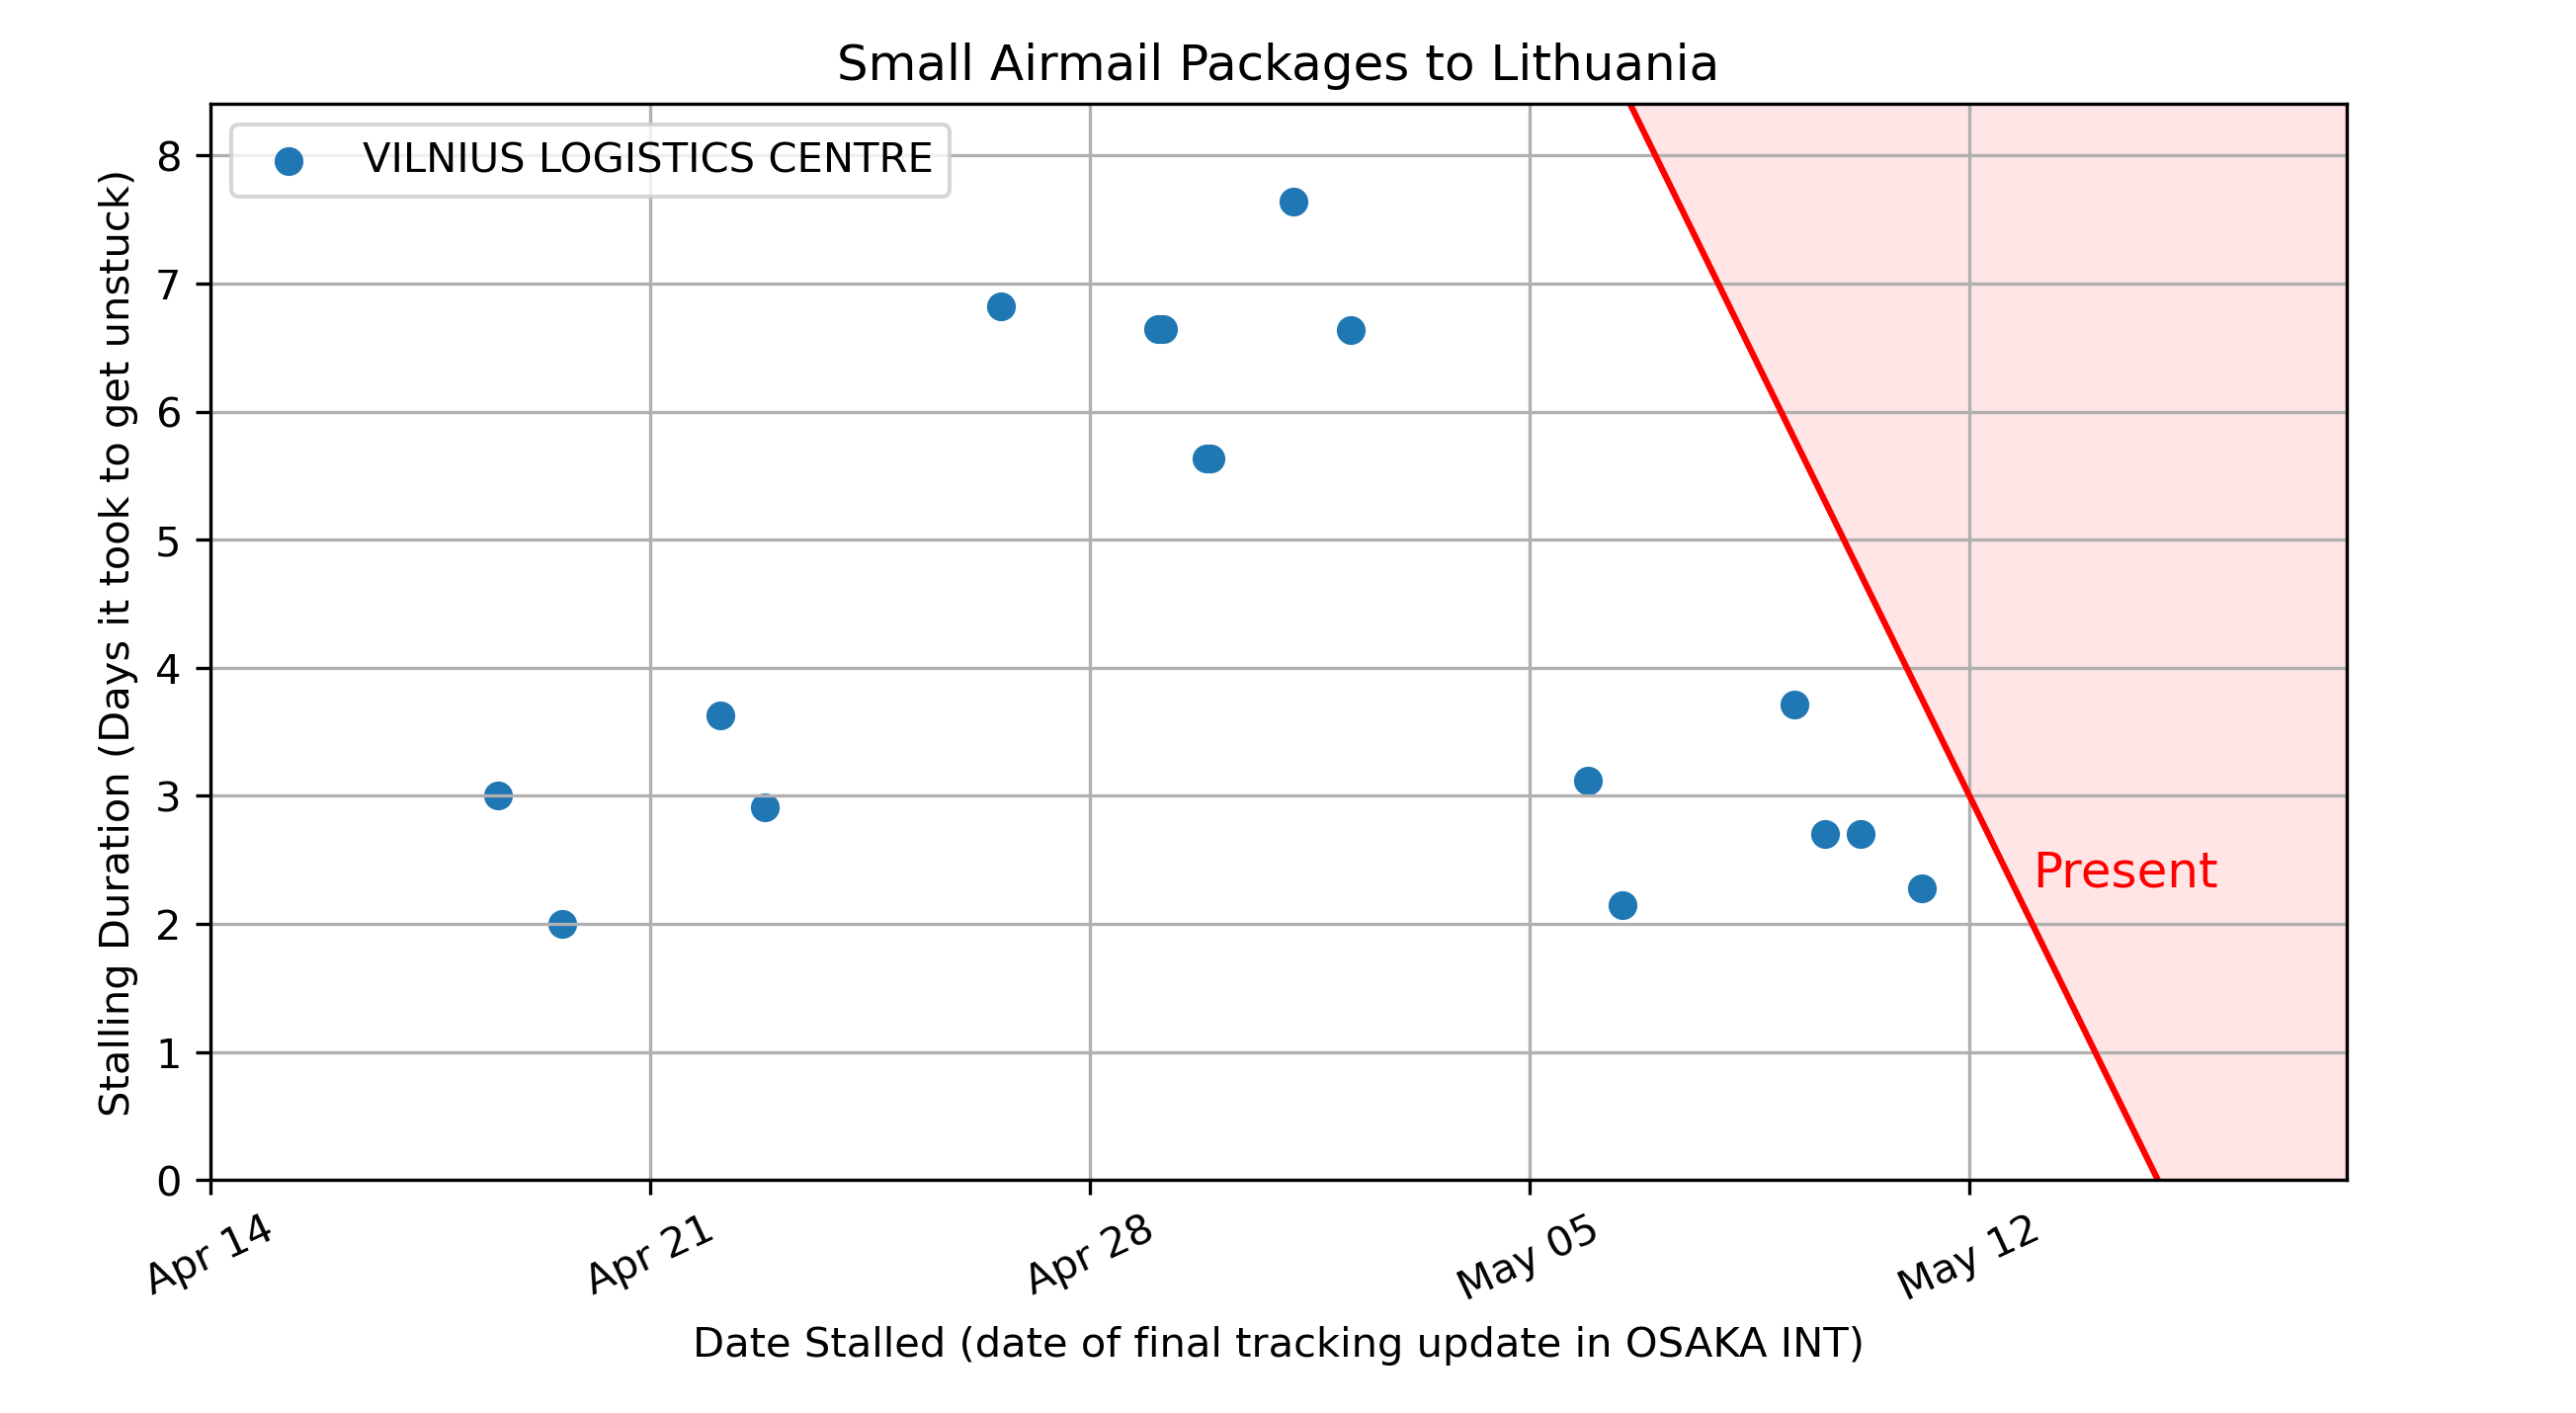 Small Airmail Packages to Lithuania
VILNIUS LOGISTICS CENTRE
Stalling Duration (Days it took to get unstuck)
8
7
6
5
4
3
2
1
0
Present
Apr 14
Apr 21
Apr 28
May 05
May 12
Date Stalled (date of final tracking update in OSAKA INT)